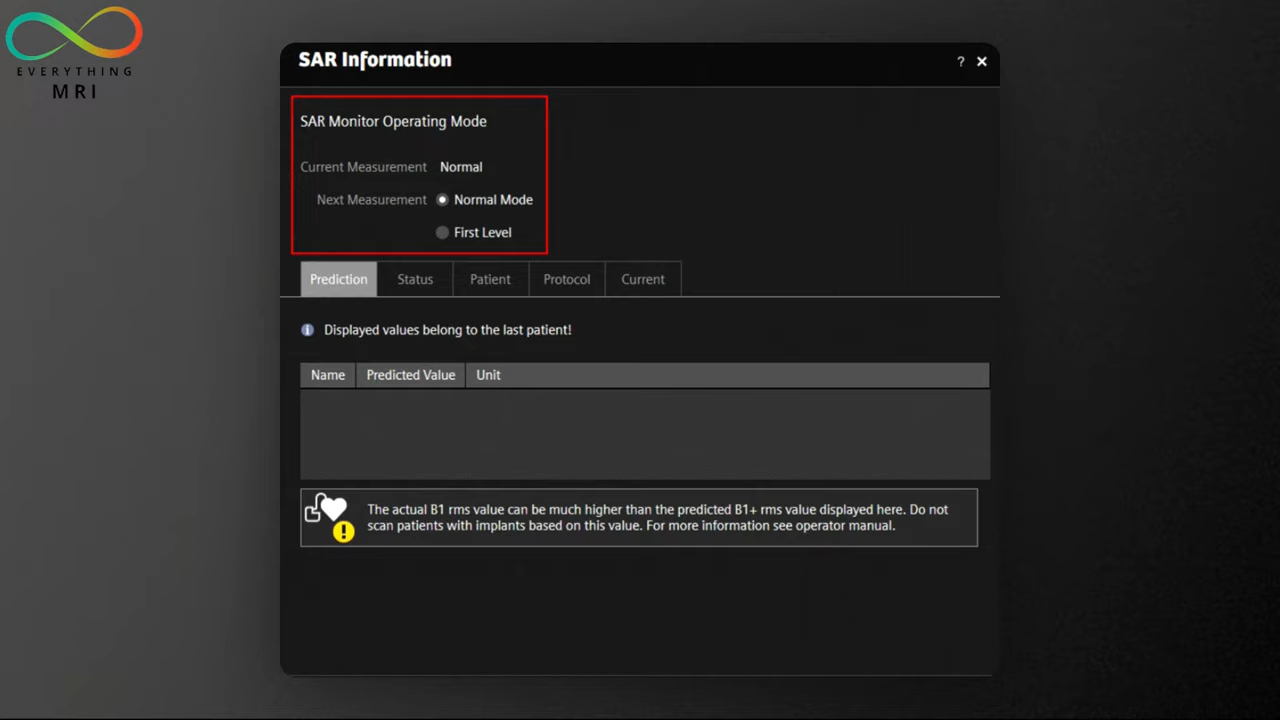 EVERYTHING
MRI
SAR Information
?
SAR Monitor Operating Mode
Current Measurement Normal
Next Measurement Normal Mode
First Level
Prediction Status Patient Protocol Current
Displayed values belong to the last patient!
Name Predicted Value Unit
The actual B1 rms value can be much higher than the predicted B1+ rms value displayed here. Do not
scan patients with implants based on this value. For more information see operator manual.